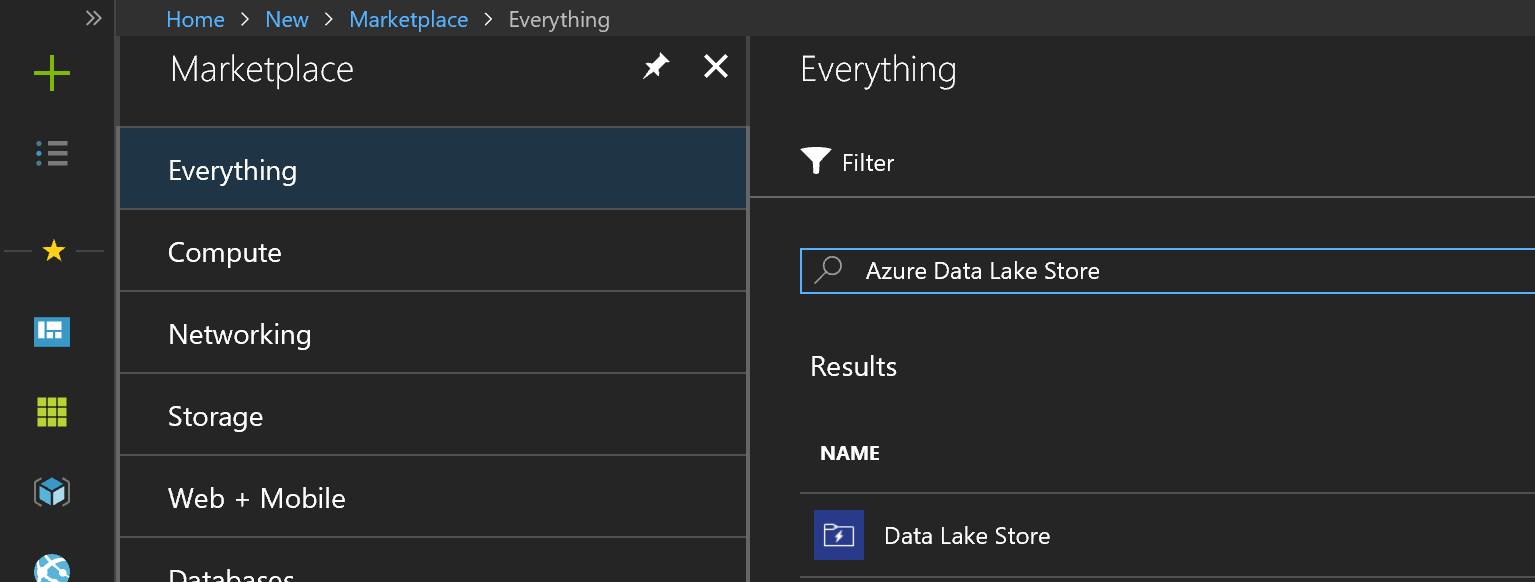 Home > New > Marketplace > Everything
Marketplace
Everything
Compute
Networking
Storage
Web + Mobile
Databases
Everything
Filter
Azure Data Lake Store
Results
NAME
Data Lake Store